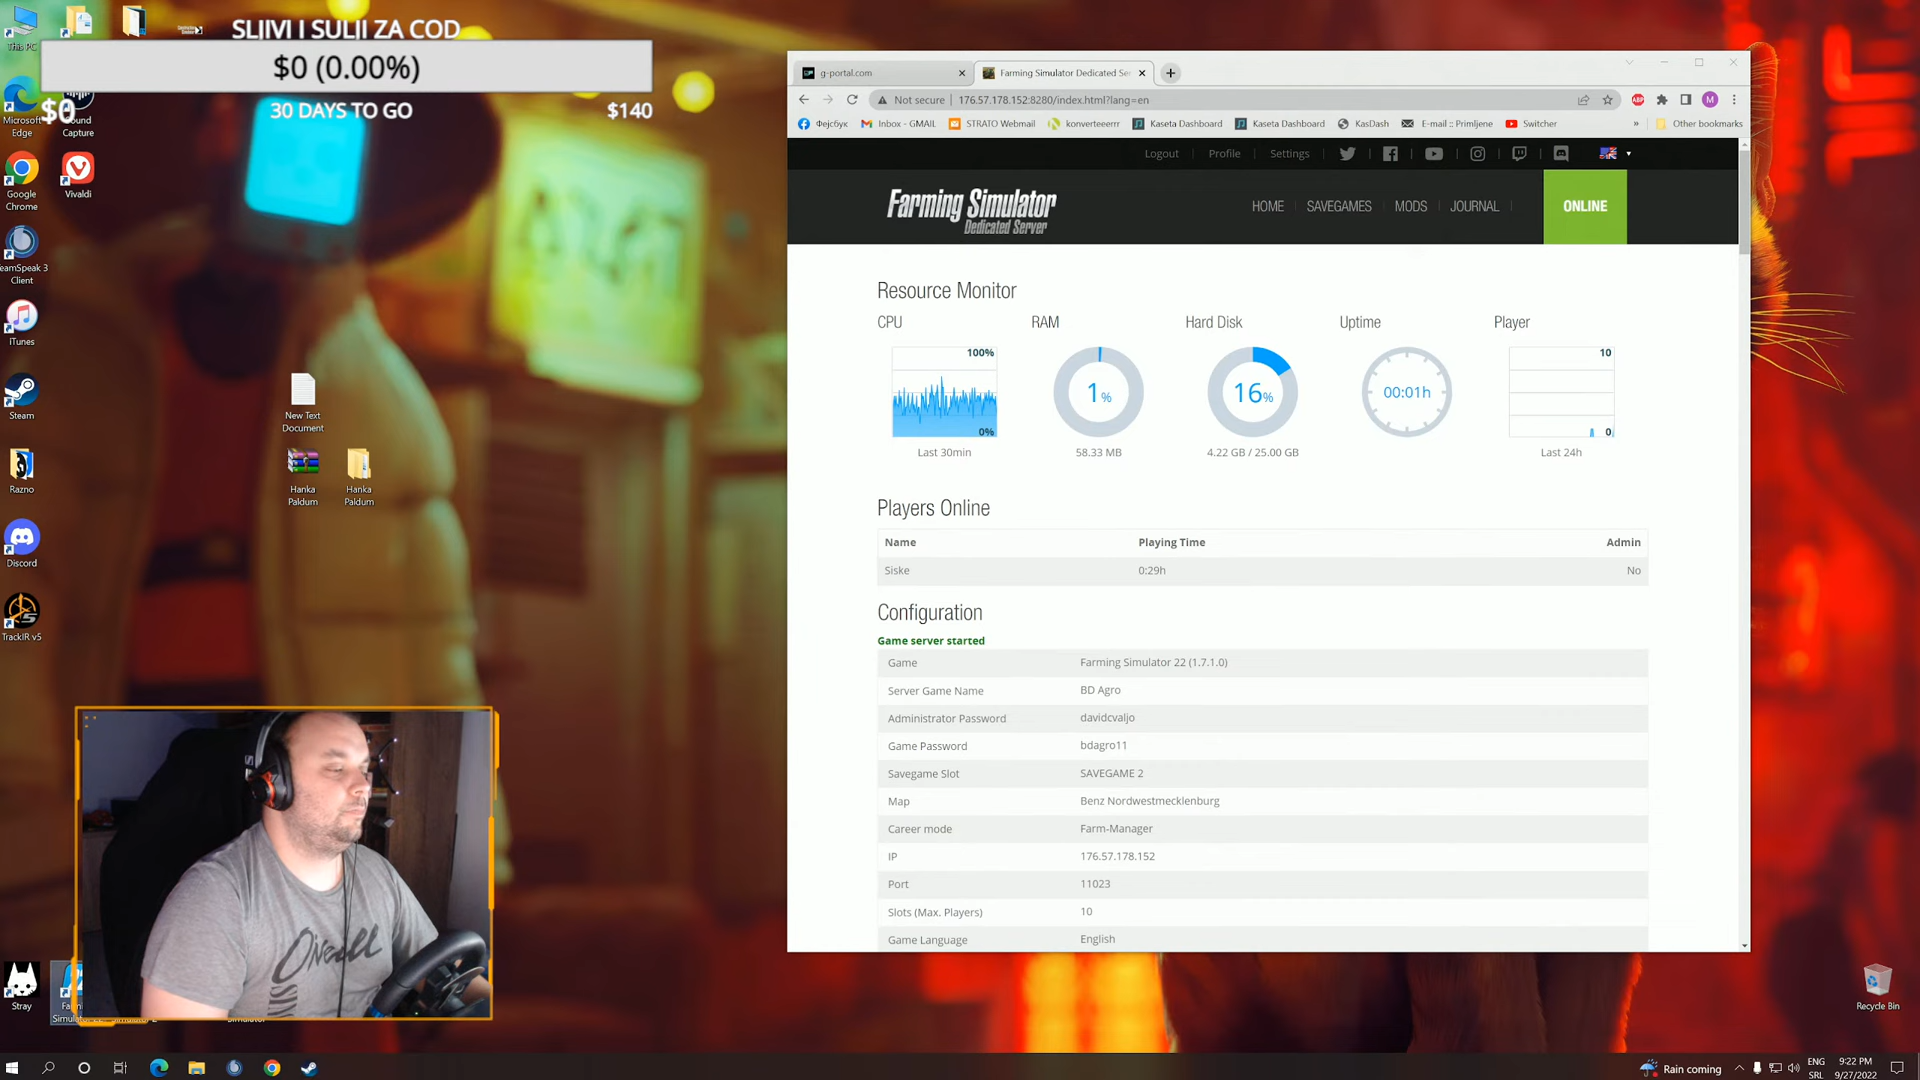 SLJIVI I SULJI ZA COD
$0 (0.00%)
$0
30 DAYS TO GO
$140
This PC
Microsoft Edge
Sound Capture
Google Chrome
Vivaldi
TeamSpeak 3 Client
iTunes
Steam
Razno
Discord
TrackIR v5
New Text Document
Hanka Paldum
Hanka Paldum
Stray
Recycle Bin
g-portal.com
Farming Simulator Dedicated Ser
Not secure
176.57.178.152:8280/index.html?lang=en
Фејсбук
Inbox - GMAIL
STRATO Webmail
konverteeerrr
Kaseta Dashboard
Kaseta Dashboard
KasDash
E-mail :: Primljene
Switcher
»
Other bookmarks
Logout
Profile
Settings
Farming Simulator
Dedicated Server
HOME
SAVEGAMES
MODS
JOURNAL
ONLINE
Resource Monitor
CPU
RAM
Hard Disk
Uptime
Player
100%
0%
1%
16%
00:01h
10
0
Last 30min
58.33 MB
4.22 GB / 25.00 GB
Last 24h
Players Online
Name Playing Time Admin
Siske 0:29h No
Configuration
Game server started
Game Farming Simulator 22 (1.7.1.0)
Server Game Name BD Agro
Administrator Password davidcvaljo
Game Password bdagro11
Savegame Slot SAVEGAME 2
Map Benz Nordwestmecklenburg
Career mode Farm-Manager
IP 176.57.178.152
Port 11023
Slots (Max. Players) 10
Game Language English
O'neill
Rain coming
ENG
SRL
9:22 PM
9/27/2022